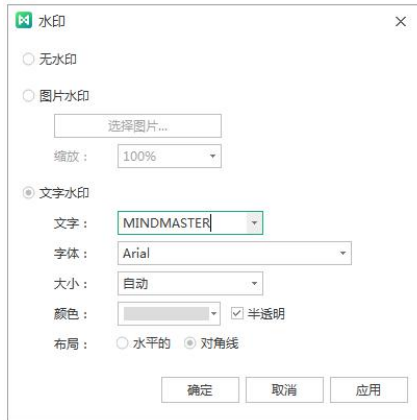 水印
无水印
图片水印
选择图片...
缩放： 100%
文字水印
文字： MINDMASTER
字体： Arial
大小： 自动
颜色： 半透明
布局： 水平的 对角线
确定 取消 应用